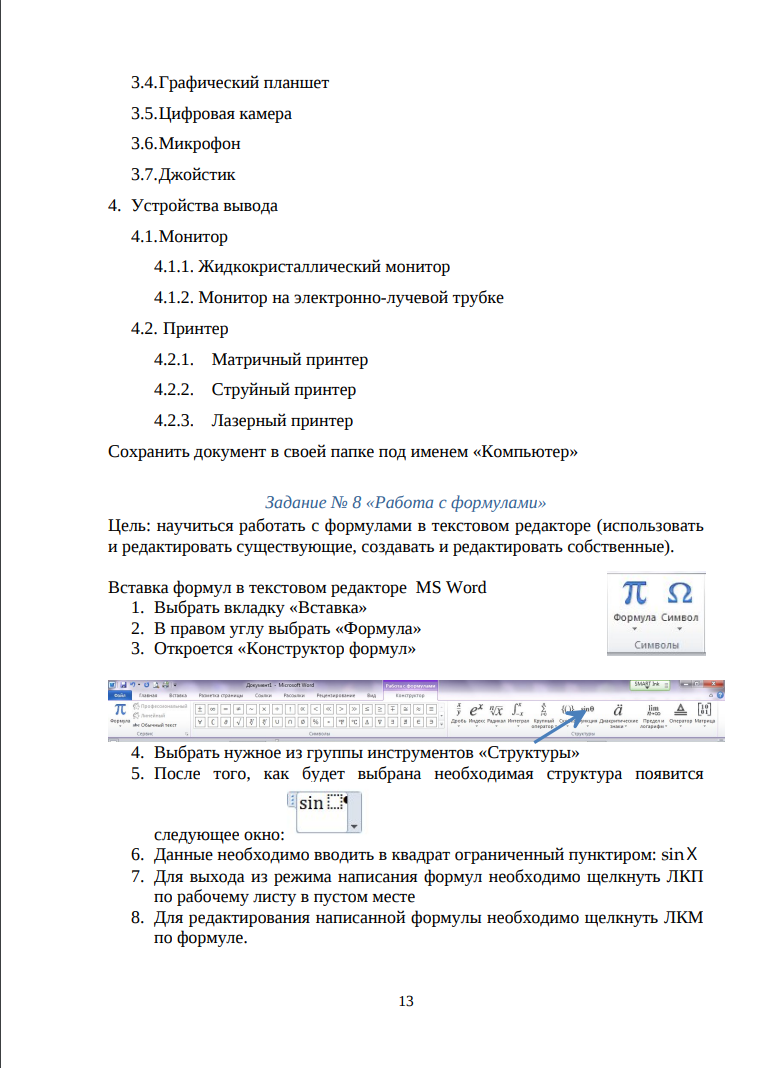 3.4.Графический планшет
3.5.Цифровая камера
3.6.Микрофон
3.7.Джойстик
4. Устройства вывода
4.1.Монитор
4.1.1. Жидкокристаллический монитор
4.1.2. Монитор на электронно-лучевой трубке
4.2. Принтер
4.2.1. Матричный принтер
4.2.2. Струйный принтер
4.2.3. Лазерный принтер
Сохранить документ в своей папке под именем «Компьютер»
Задание № 8 «Работа с формулами»
Цель: научиться работать с формулами в текстовом редакторе (использовать
и редактировать существующие, создавать и редактировать собственные).
Вставка формул в текстовом редакторе MS Word
π Ω
Формула Символ
Символы
1. Выбрать вкладку «Вставка»
2. В правом углу выбрать «Формула»
3. Откроется «Конструктор формул»
Документ1 - Microsoft Word Работа с формулами SMART Ink
Файл Главная Вставка Разметка страницы Ссылки Рассылки Рецензирование Вид Конструктор
π Профессиональный
Линейный
Формула Обычный текст
Дробь Индекс Радикал Интеграл Крупный оператор Диакритические знаки Предел и логарифм Оператор Матрица
Сервис Символы Структуры
4. Выбрать нужное из группы инструментов «Структуры»
5. После того, как будет выбрана необходимая структура появится
sin
следующее окно:
6. Данные необходимо вводить в квадрат ограниченный пунктиром: sin X
7. Для выхода из режима написания формул необходимо щелкнуть ЛКП
по рабочему листу в пустом месте
8. Для редактирования написанной формулы необходимо щелкнуть ЛКМ
по формуле.
13